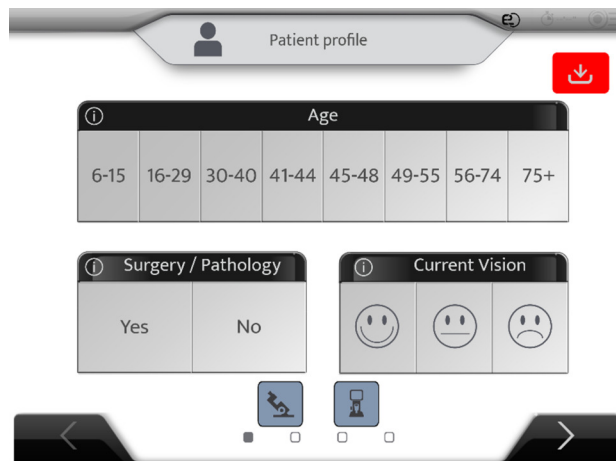 Patient profile
Age
6-15 16-29 30-40 41-44 45-48 49-55 56-74 75+
Surgery / Pathology
Yes No
Current Vision